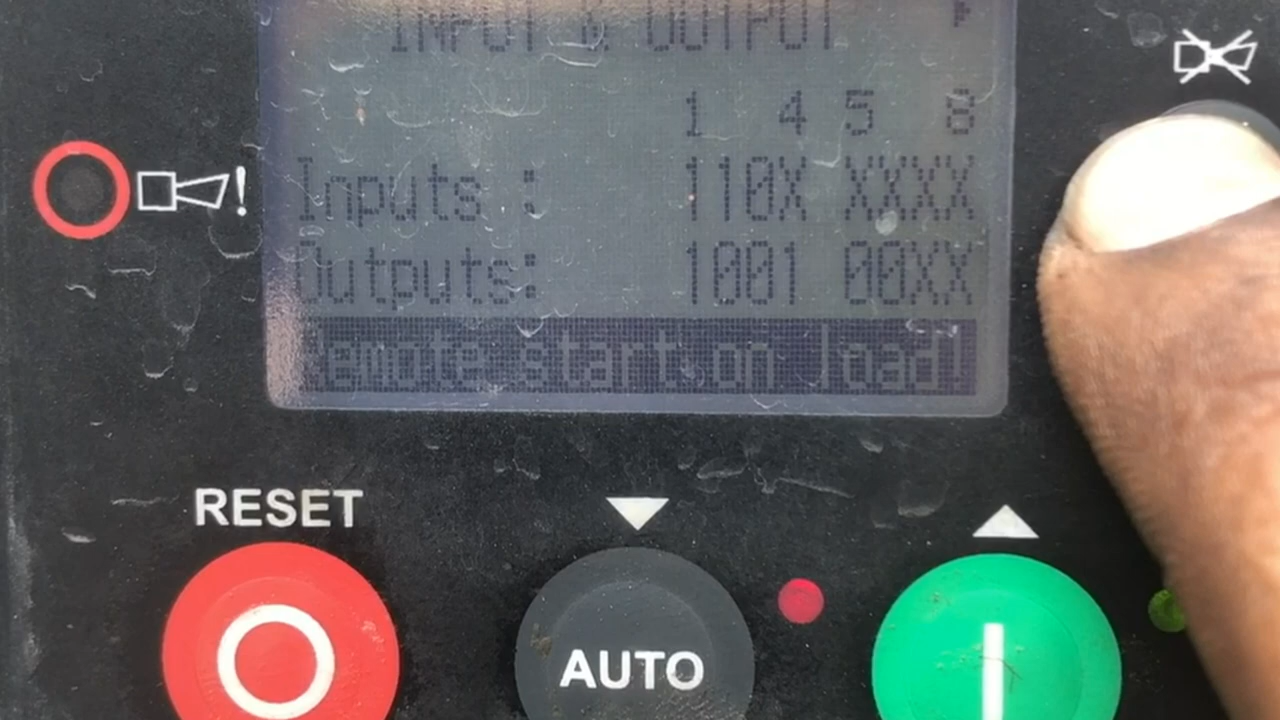 INPUT & OUTPUT
1 4 5 8
Inputs : 110X XXXX
Outputs: 1001 00XX
Remote start on load!
RESET
AUTO